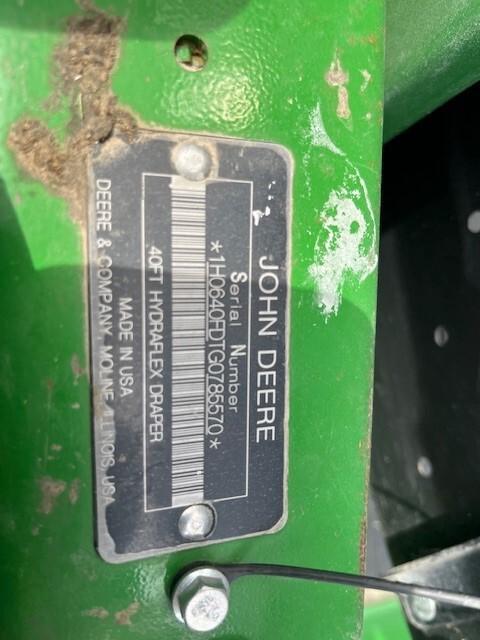 JOHN DEERE
Serial Number
*1H0640FDTG0785570*
40FT HYDRAFLEX DRAPER
MADE IN USA
DEERE & COMPANY MOLINE, ILLINOIS, USA